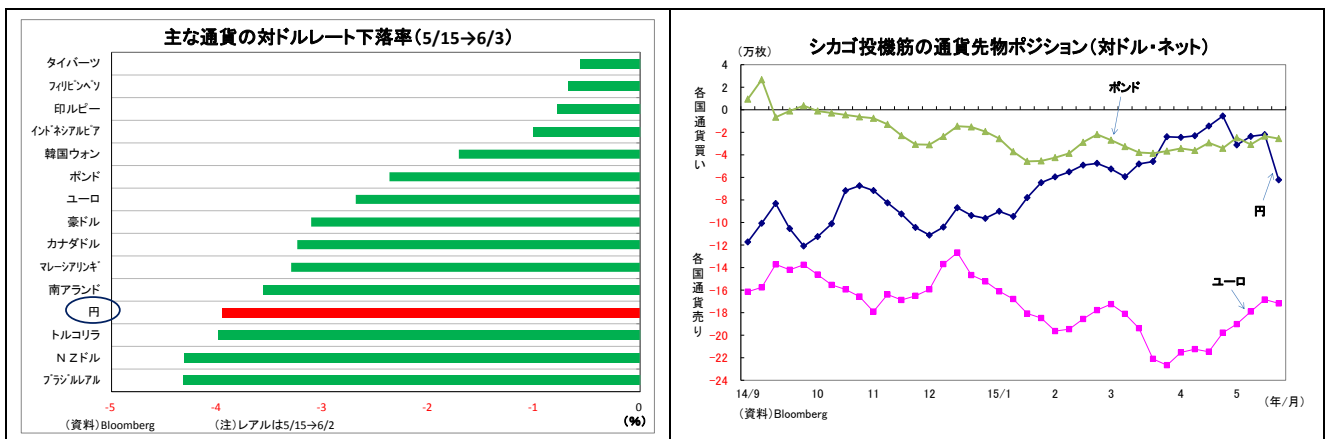 主な通貨の対ドルレート下落率(5/15→6/3)
タイバーツ
フィリピンペソ
印ルピー
インドネシアルピア
韓国ウォン
ポンド
ユーロ
豪ドル
カナダドル
マレーシアリンギ
南アランド
円
トルコリラ
NZドル
ブラジルレアル
-5 -4 -3 -2 -1 0
(%)
(資料)Bloomberg (注)レアルは5/15→6/2
シカゴ投機筋の通貨先物ポジション(対ドル・ネット)
(万枚)
各国通貨買い
各国通貨売り
4
2
0
-2
-4
-6
-8
-10
-12
-14
-16
-18
-20
-22
-24
ポンド
円
ユーロ
14/9 10 11 12 15/1 2 3 4 5
(年/月)
(資料)Bloomberg